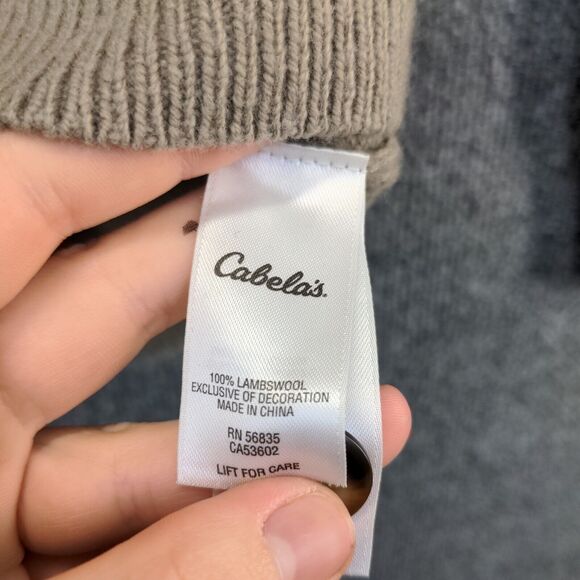 Cabela's.
100% LAMBSWOOL
EXCLUSIVE OF DECORATION
MADE IN CHINA
RN 56835
CA53602
LIFT FOR CARE